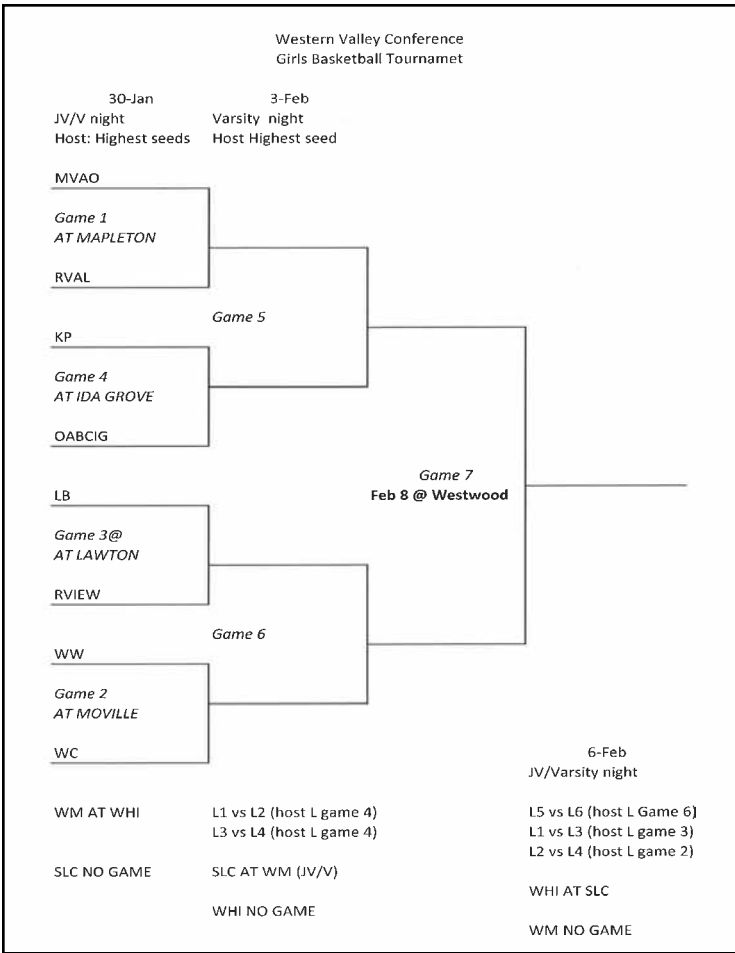 Western Valley Conference
Girls Basketball Tournamet
30-Jan
JV/V night
Host: Highest seeds
3-Feb
Varsity night
Host Highest seed
MVAO
Game 1
AT MAPLETON
RVAL
Game 5
KP
Game 4
AT IDA GROVE
OABCIG
Game 7
Feb 8 @ Westwood
LB
Game 3@
AT LAWTON
RVIEW
Game 6
WW
Game 2
AT MOVILLE
WC
6-Feb
JV/Varsity night
WM AT WHI
SLC NO GAME
L1 vs L2 (host L game 4)
L3 vs L4 (host L game 4)
SLC AT WM (JV/V)
WHI NO GAME
L5 vs L6 (host L Game 6)
L1 vs L3 (host L game 3)
L2 vs L4 (host L game 2)
WHI AT SLC
WM NO GAME